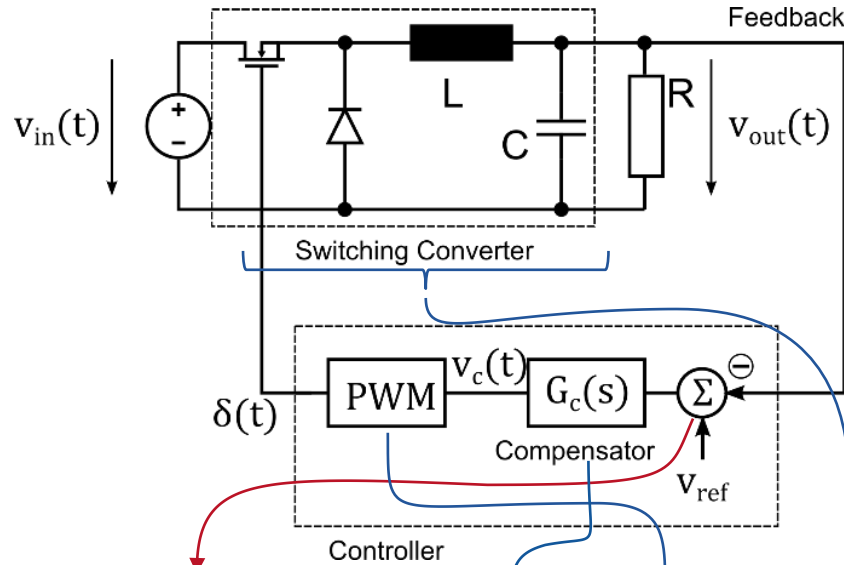 Feedback
+
−
v_in(t)
L
C
R
v_out(t)
Switching Converter
δ(t)
PWM
v_c(t)
G_c(s)
Σ
⊖
Compensator
v_ref
Controller